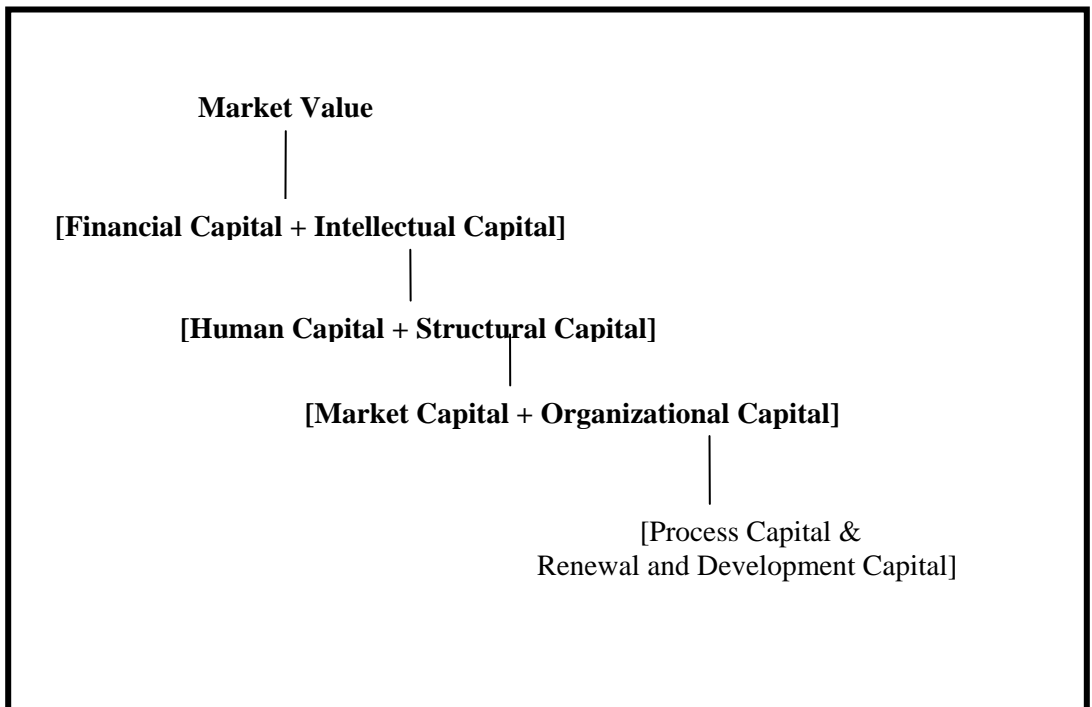 Market Value
[Financial Capital + Intellectual Capital]
[Human Capital + Structural Capital]
[Market Capital + Organizational Capital]
[Process Capital &
Renewal and Development Capital]